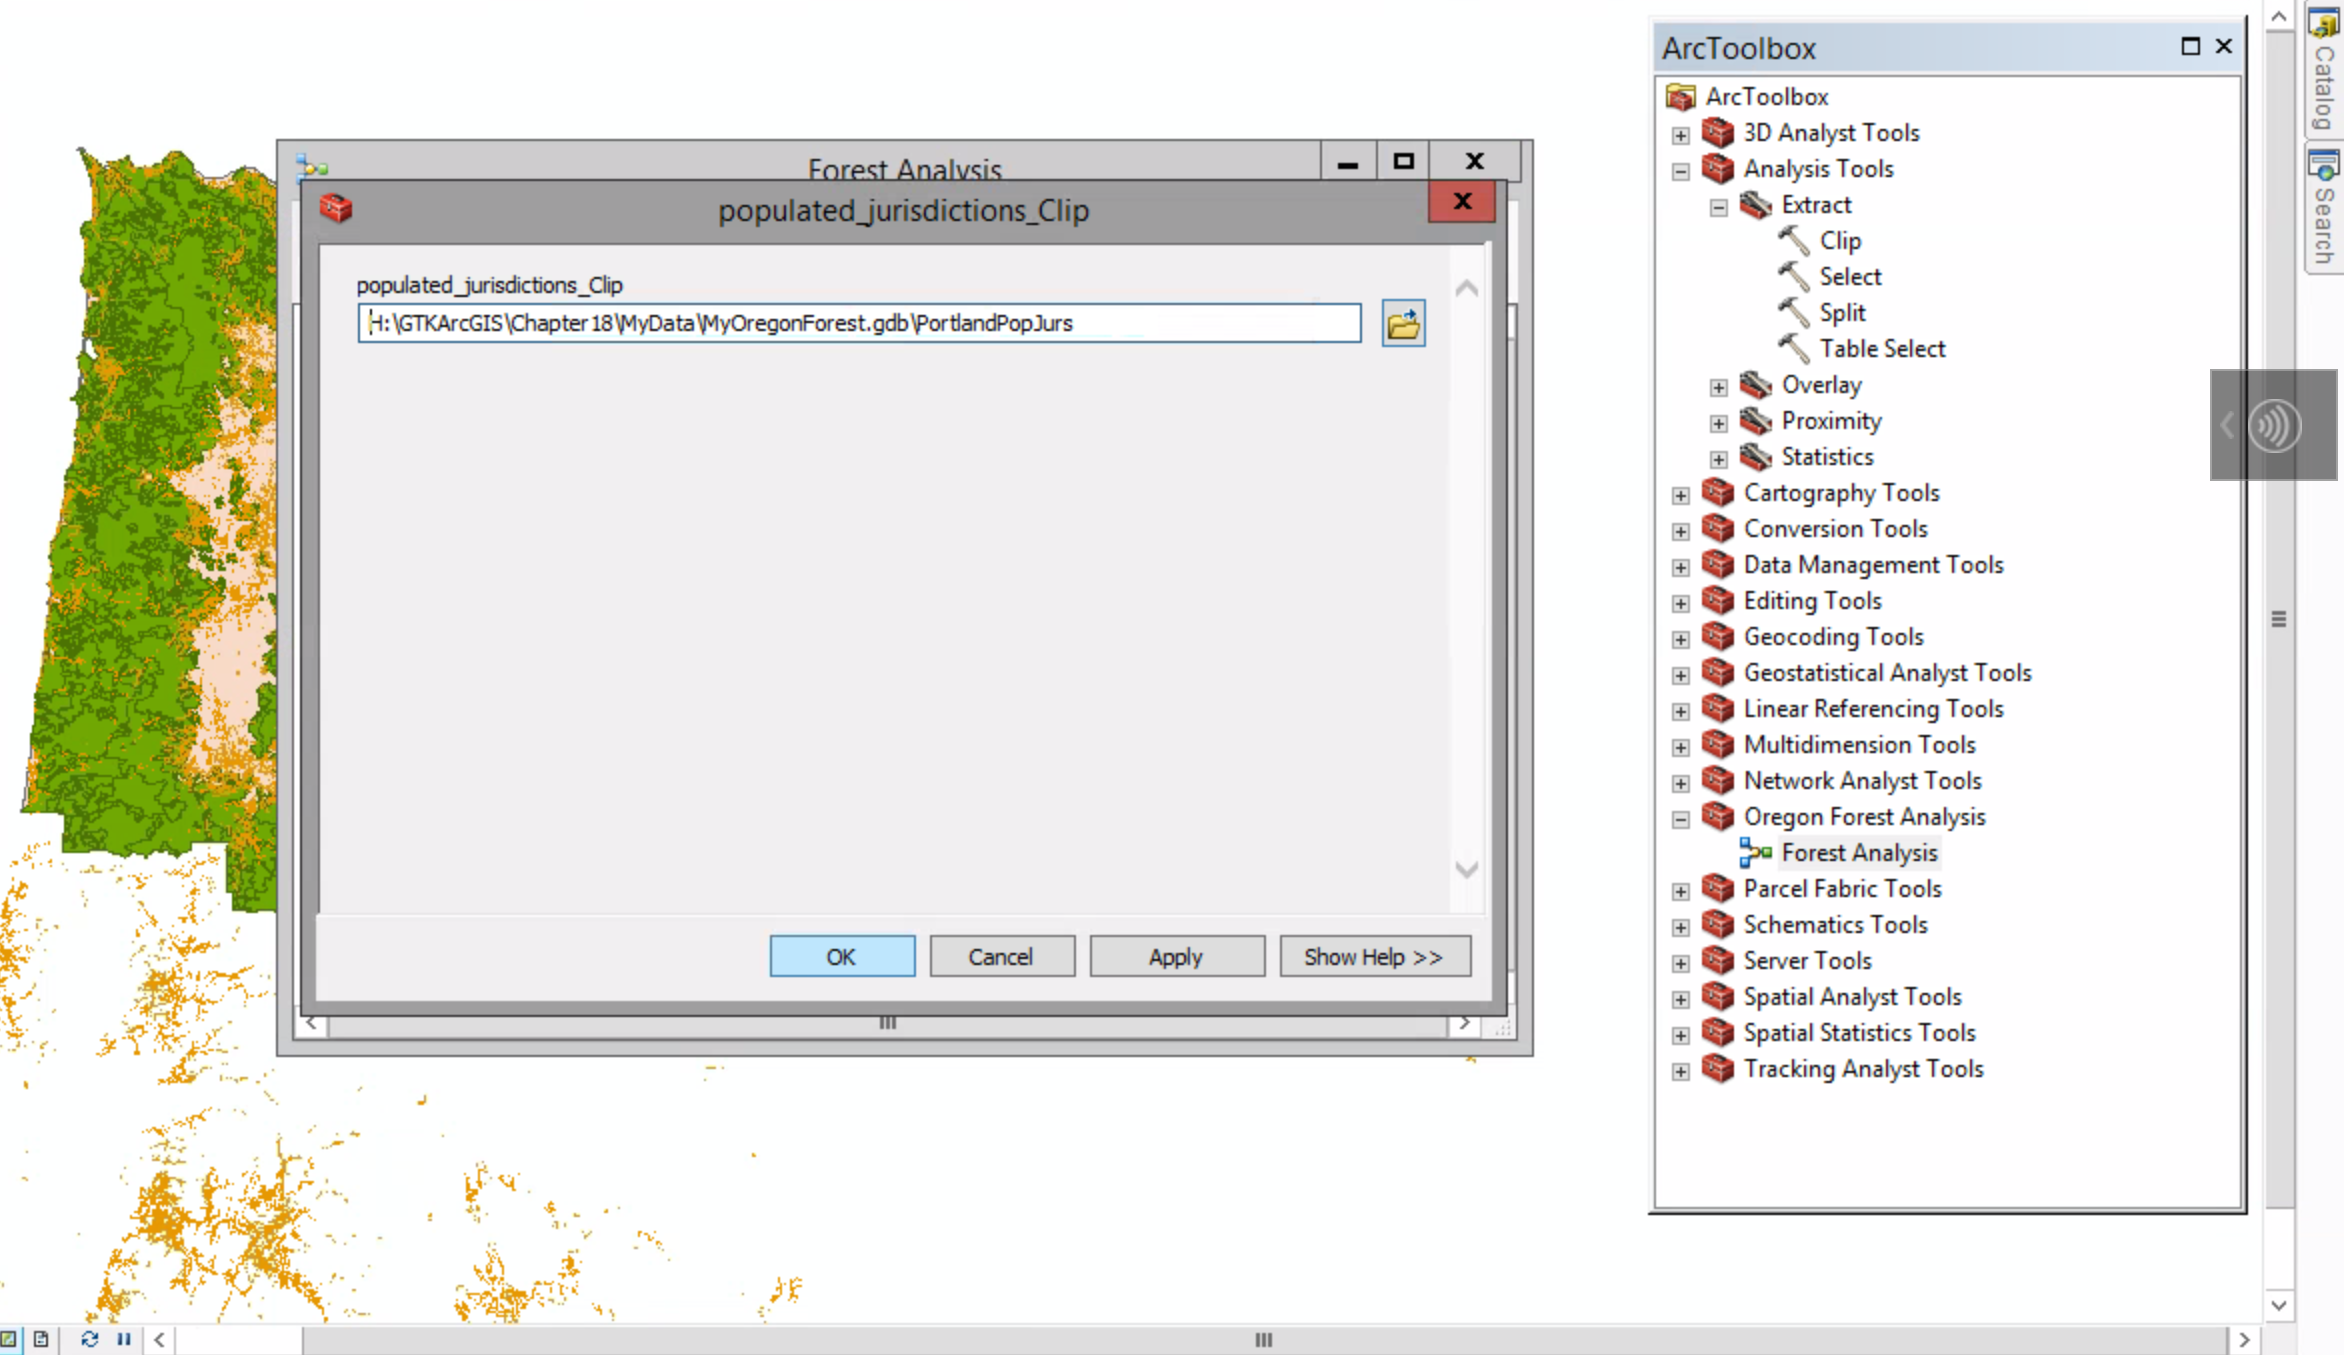 Forest Analysis
populated_jurisdictions_Clip
populated_jurisdictions_Clip
H:\GTKArcGIS\Chapter18\MyData\MyOregonForest.gdb\PortlandPopJurs
OK
Cancel
Apply
Show Help >>
ArcToolbox
ArcToolbox
3D Analyst Tools
Analysis Tools
Extract
Clip
Select
Split
Table Select
Overlay
Proximity
Statistics
Cartography Tools
Conversion Tools
Data Management Tools
Editing Tools
Geocoding Tools
Geostatistical Analyst Tools
Linear Referencing Tools
Multidimension Tools
Network Analyst Tools
Oregon Forest Analysis
Forest Analysis
Parcel Fabric Tools
Schematics Tools
Server Tools
Spatial Analyst Tools
Spatial Statistics Tools
Tracking Analyst Tools
Catalog
Search